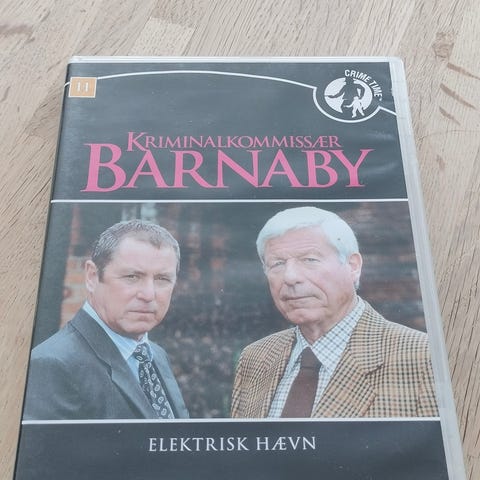 11
CRIME TIME
KRIMINALKOMMISSÆR
BARNABY
ELEKTRISK HÆVN